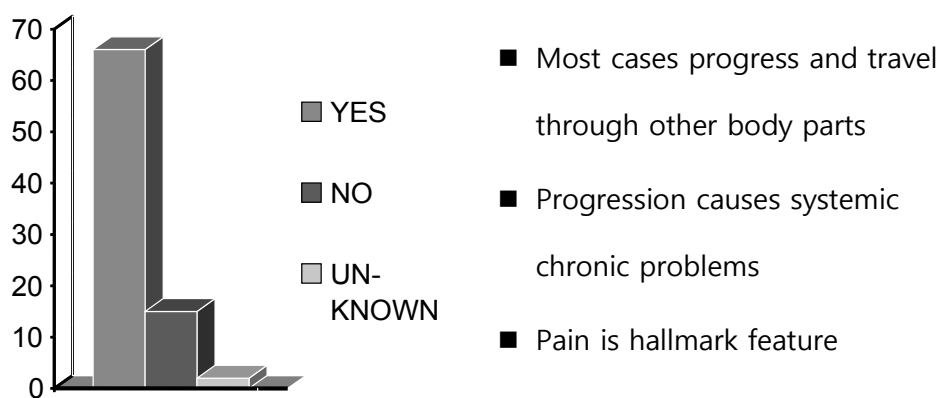 70
60
50
40
30
20
10
0
YES
NO
UN-
KNOWN
■ Most cases progress and travel
through other body parts
■ Progression causes systemic
chronic problems
■ Pain is hallmark feature